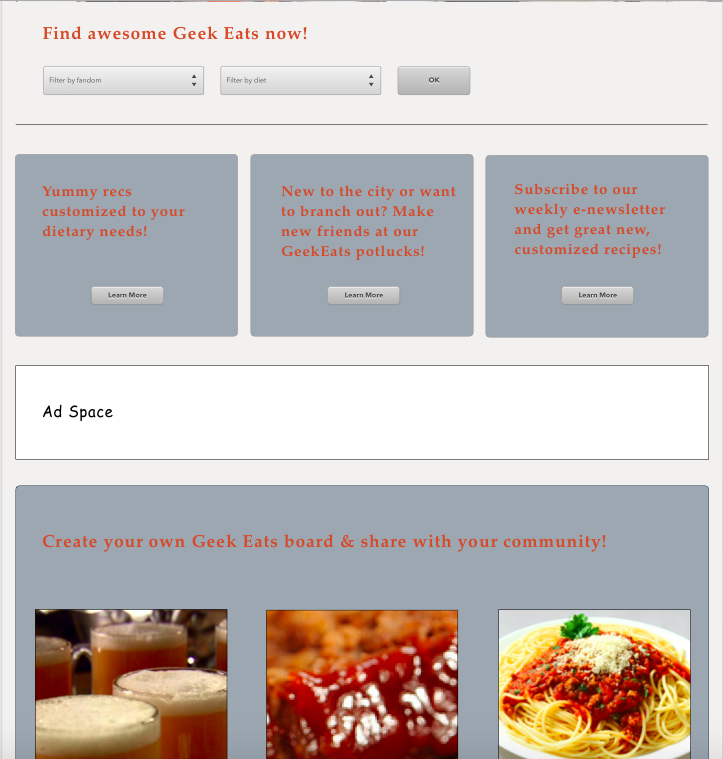 Find awesome Geek Eats now!
Filter by fandom
Filter by diet
OK
Yummy recs
customized to your
dietary needs!
Learn More
New to the city or want
to branch out? Make
new friends at our
GeekEats potlucks!
Learn More
Subscribe to our
weekly e-newsletter
and get great new,
customized recipes!
Learn More
Ad Space
Create your own Geek Eats board & share with your community!